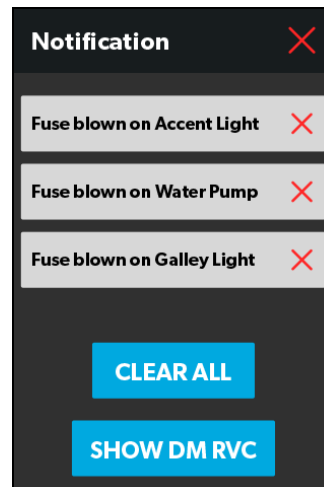 Notification
Fuse blown on Accent Light
Fuse blown on Water Pump
Fuse blown on Galley Light
CLEAR ALL
SHOW DM RVC